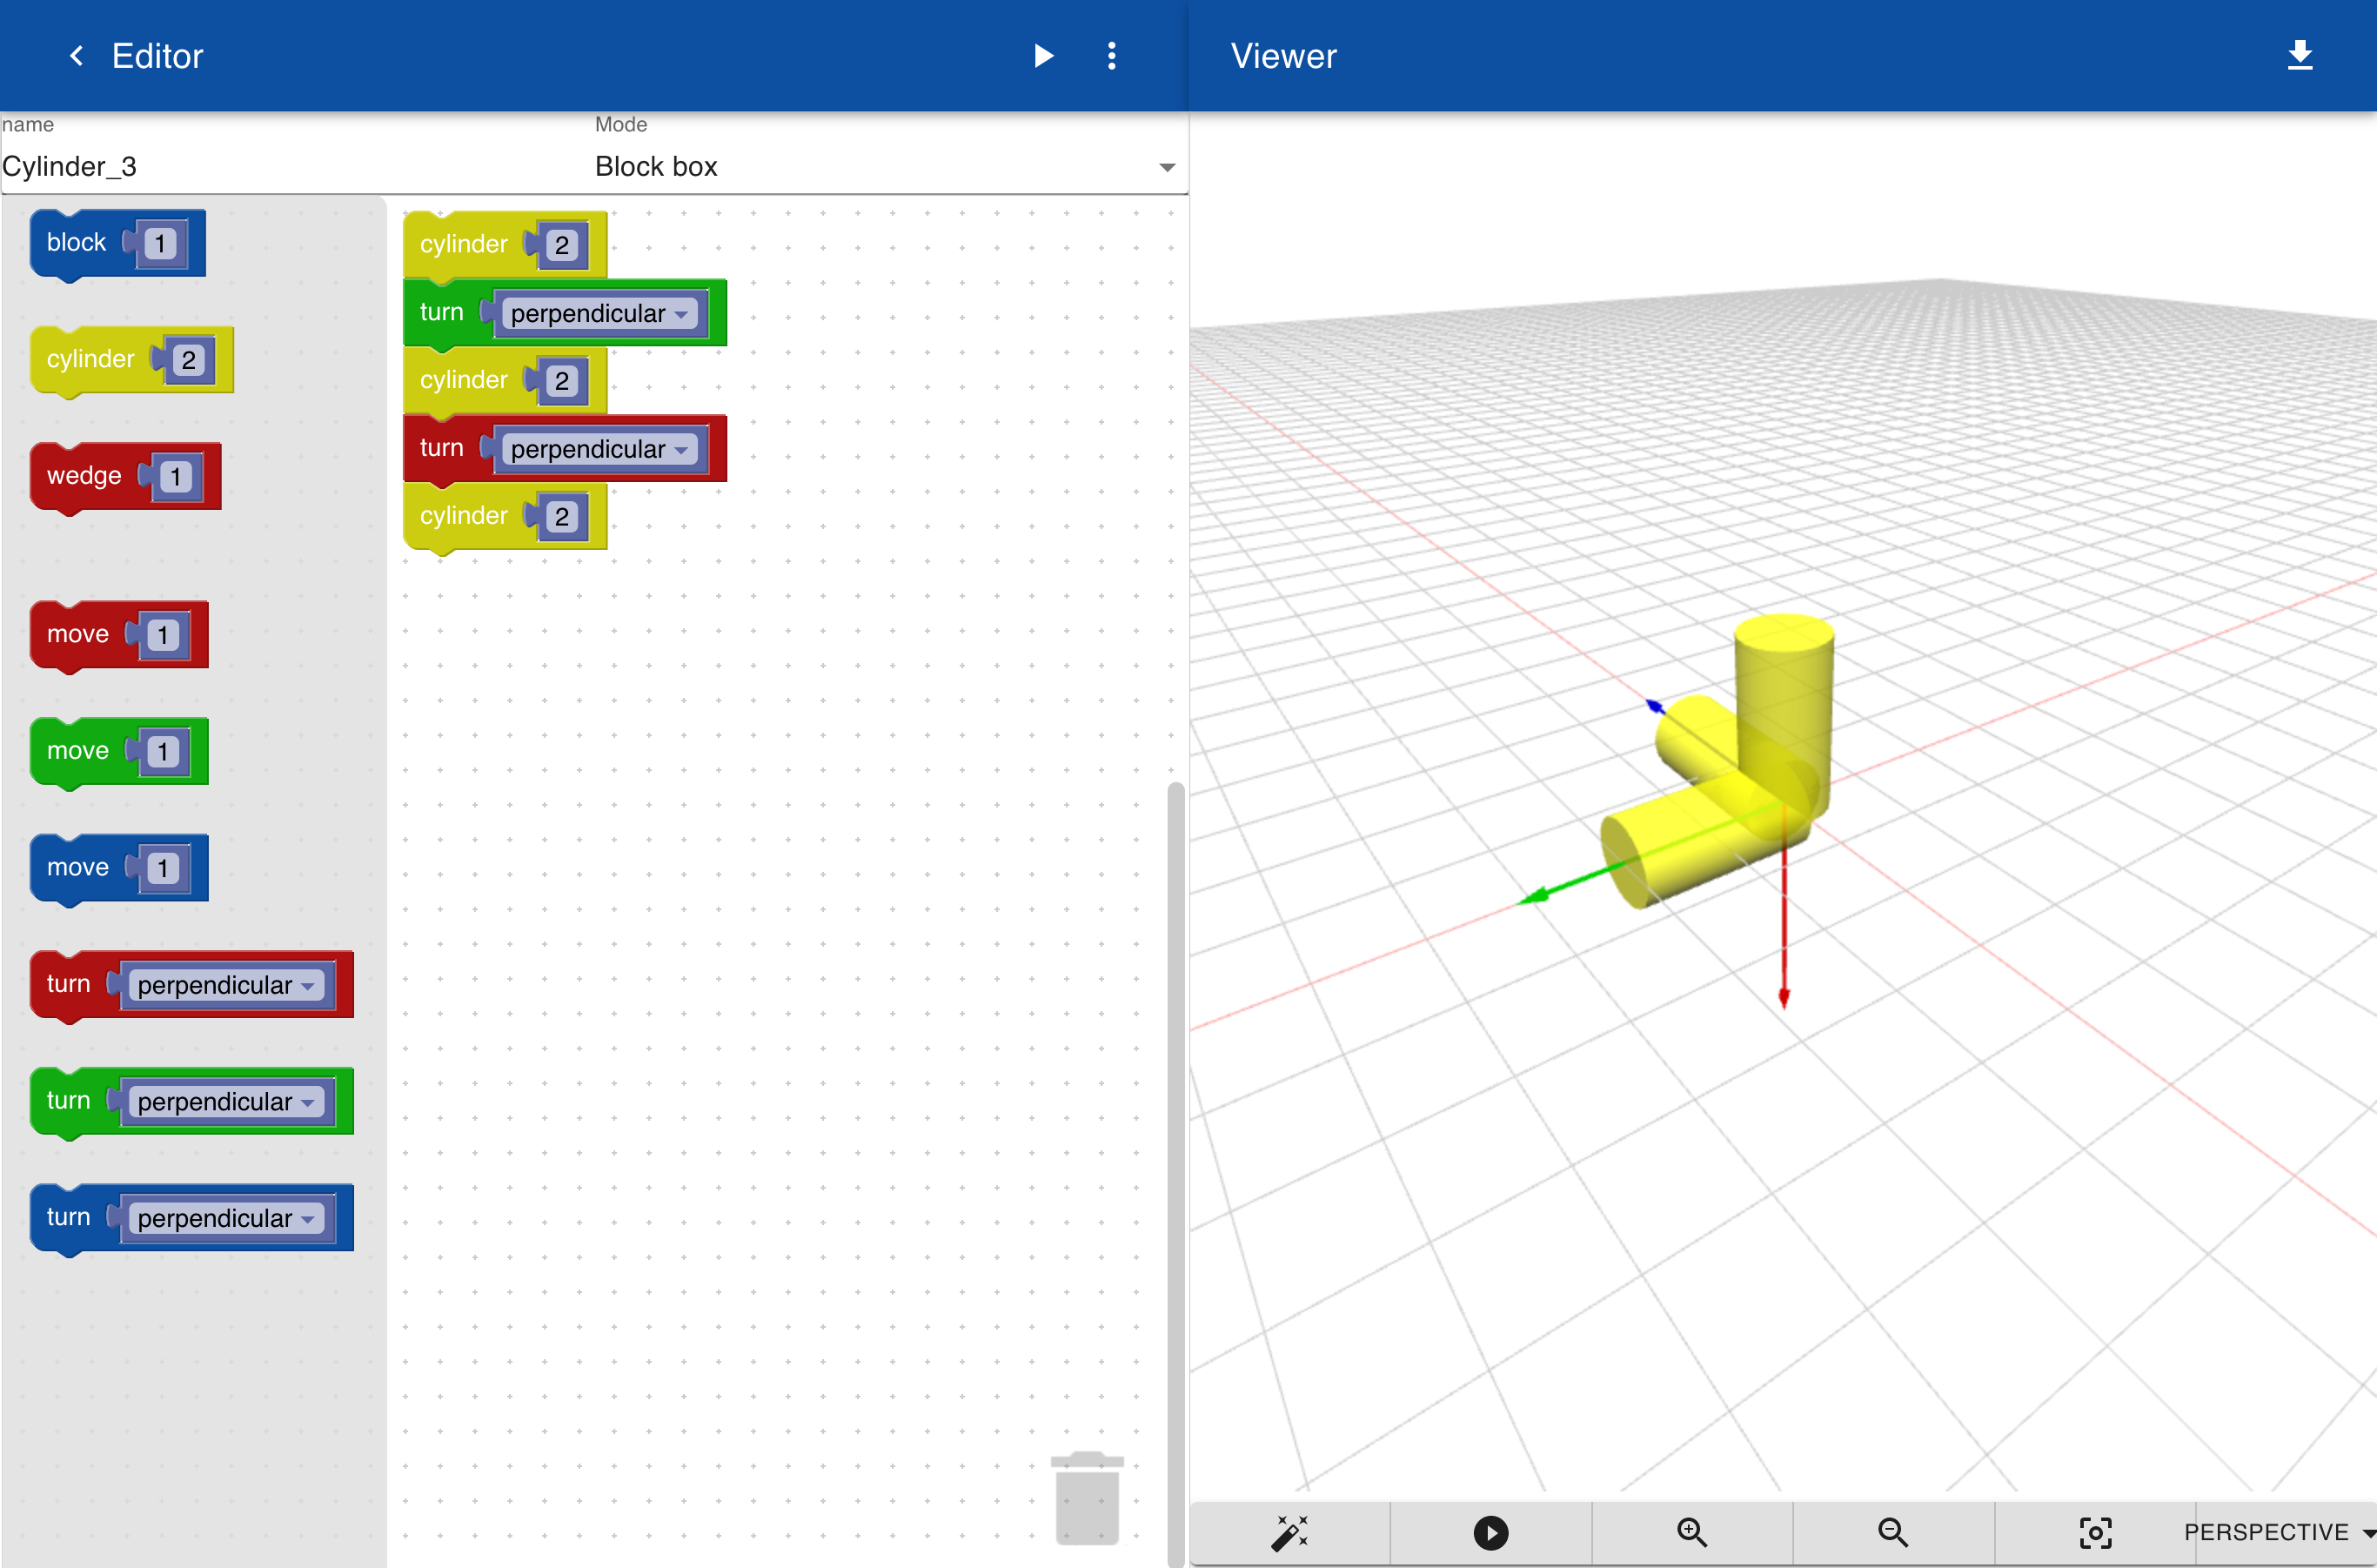 Editor
Viewer
name
Mode
Cylinder_3
Block box
block 1
cylinder 2
wedge 1
move 1
move 1
move 1
turn perpendicular
turn perpendicular
turn perpendicular
cylinder 2
turn perpendicular
cylinder 2
turn perpendicular
cylinder 2
PERSPECTIVE